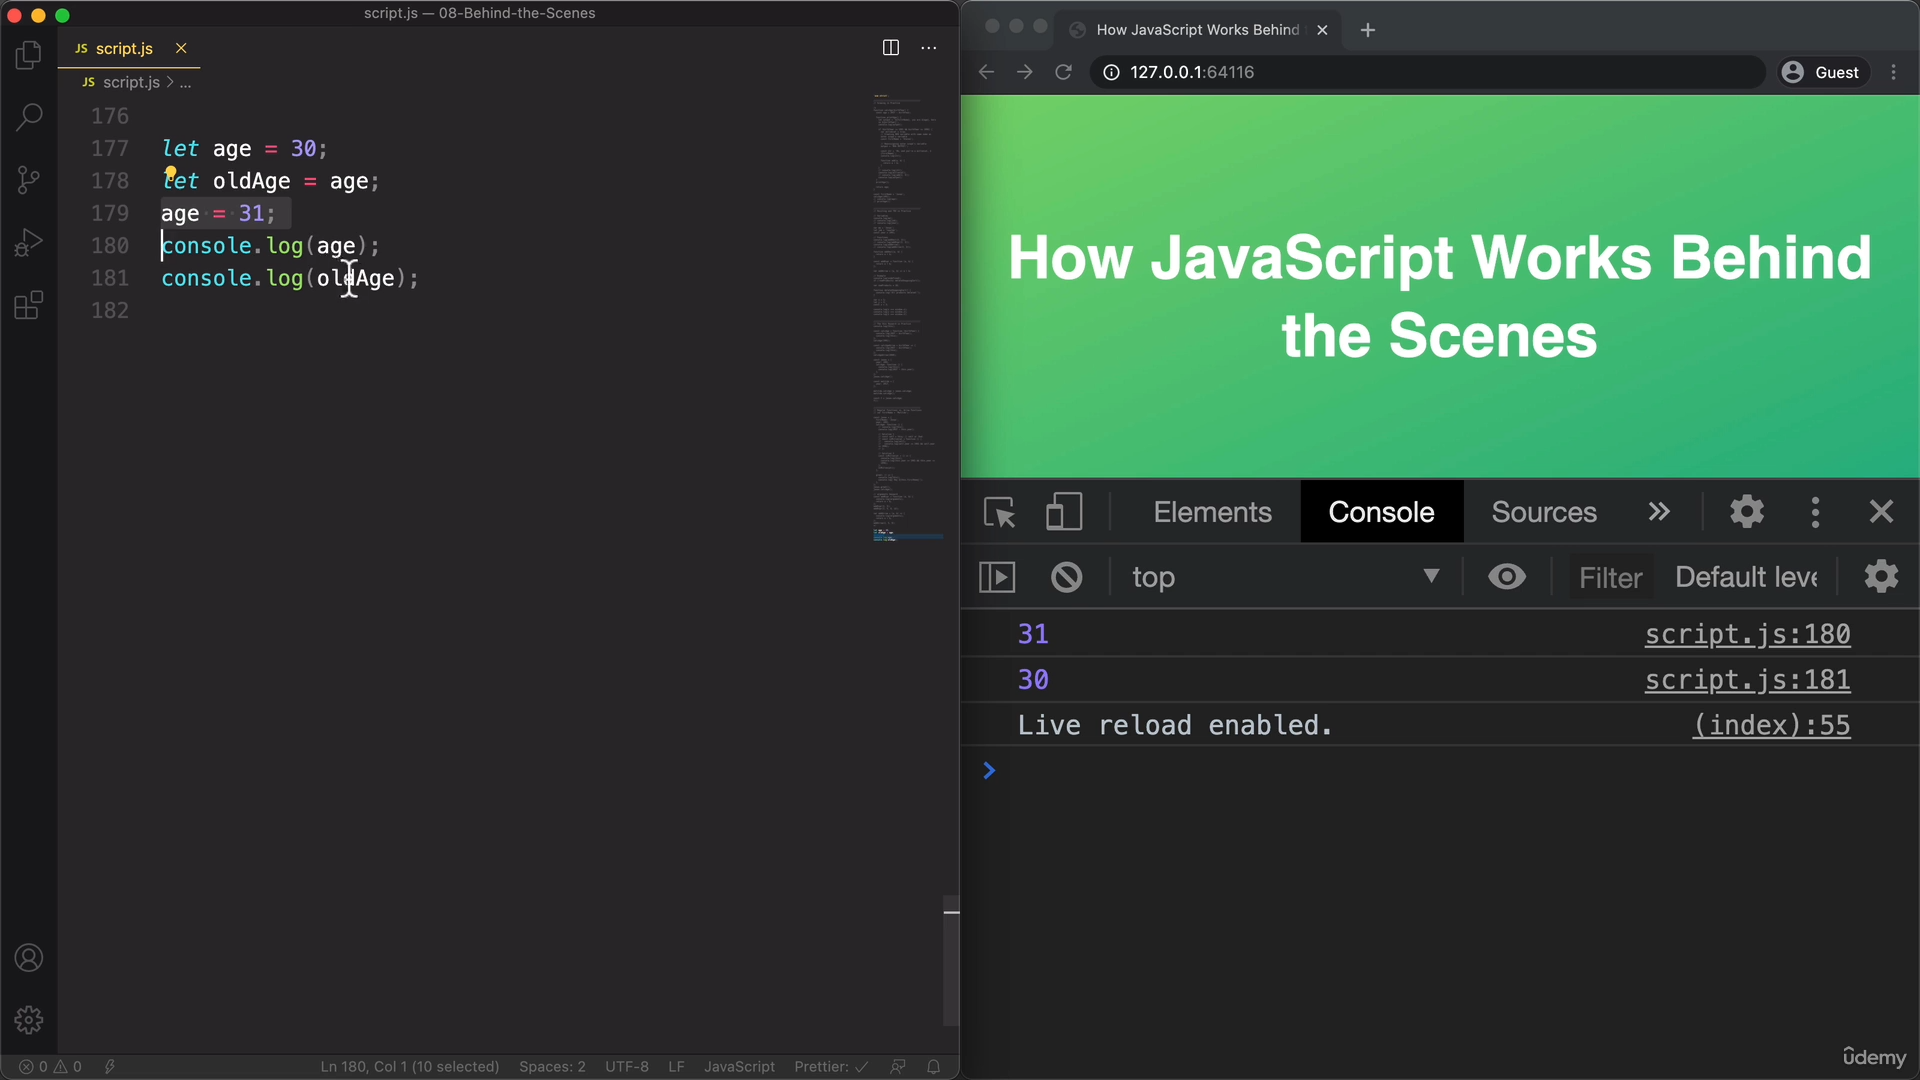 script.js — 08-Behind-the-Scenes
JS script.js
JS script.js > ...
176
177 let age = 30;
178 let oldAge = age;
179 age = 31;
180 console.log(age);
181 console.log(oldAge);
182
0 0
Ln 180, Col 1 (10 selected) Spaces: 2 UTF-8 LF JavaScript Prettier: ✓
How JavaScript Works Behind
127.0.0.1:64116 Guest
How JavaScript Works Behind
the Scenes
Elements Console Sources
top Filter Default leve
31 script.js:180
30 script.js:181
Live reload enabled. (index):55
ûdemy